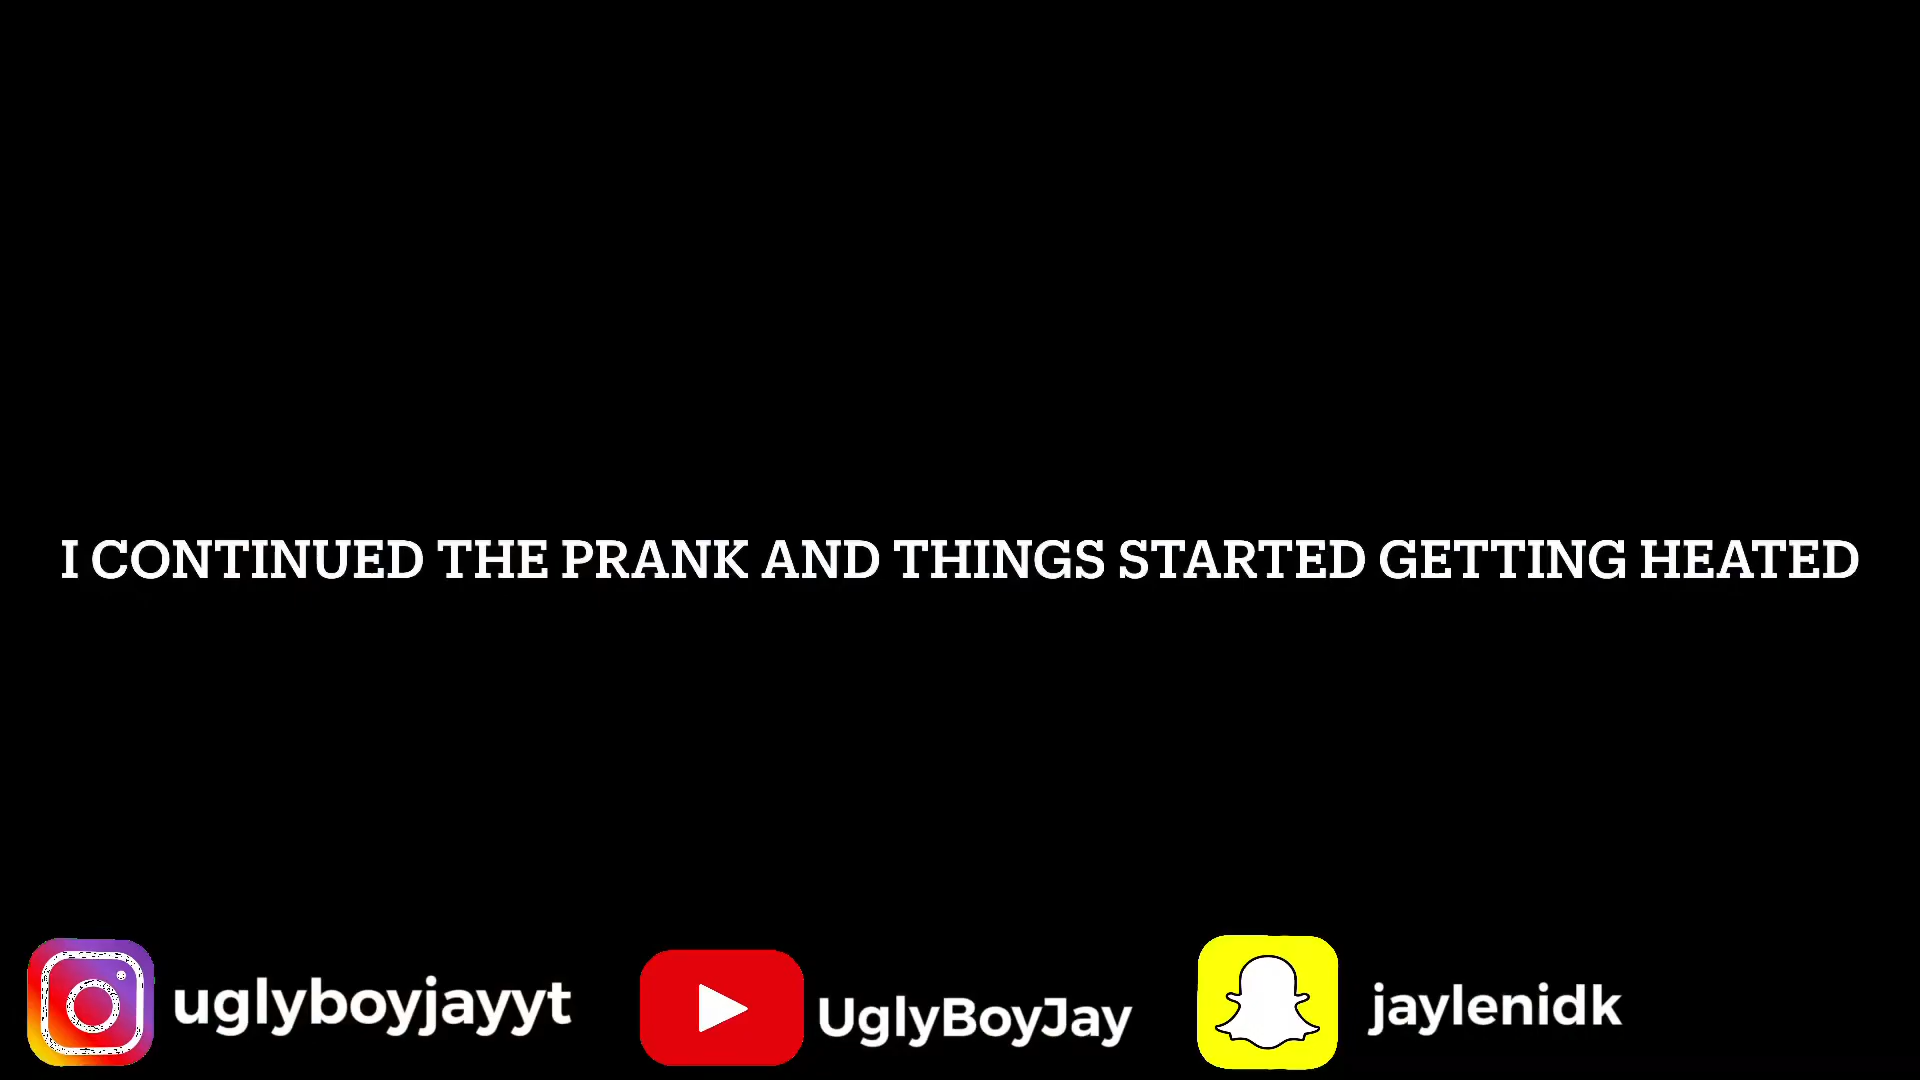 I CONTINUED THE PRANK AND THINGS STARTED GETTING HEATED
uglyboyjayyt
UglyBoyJay
jaylenidk